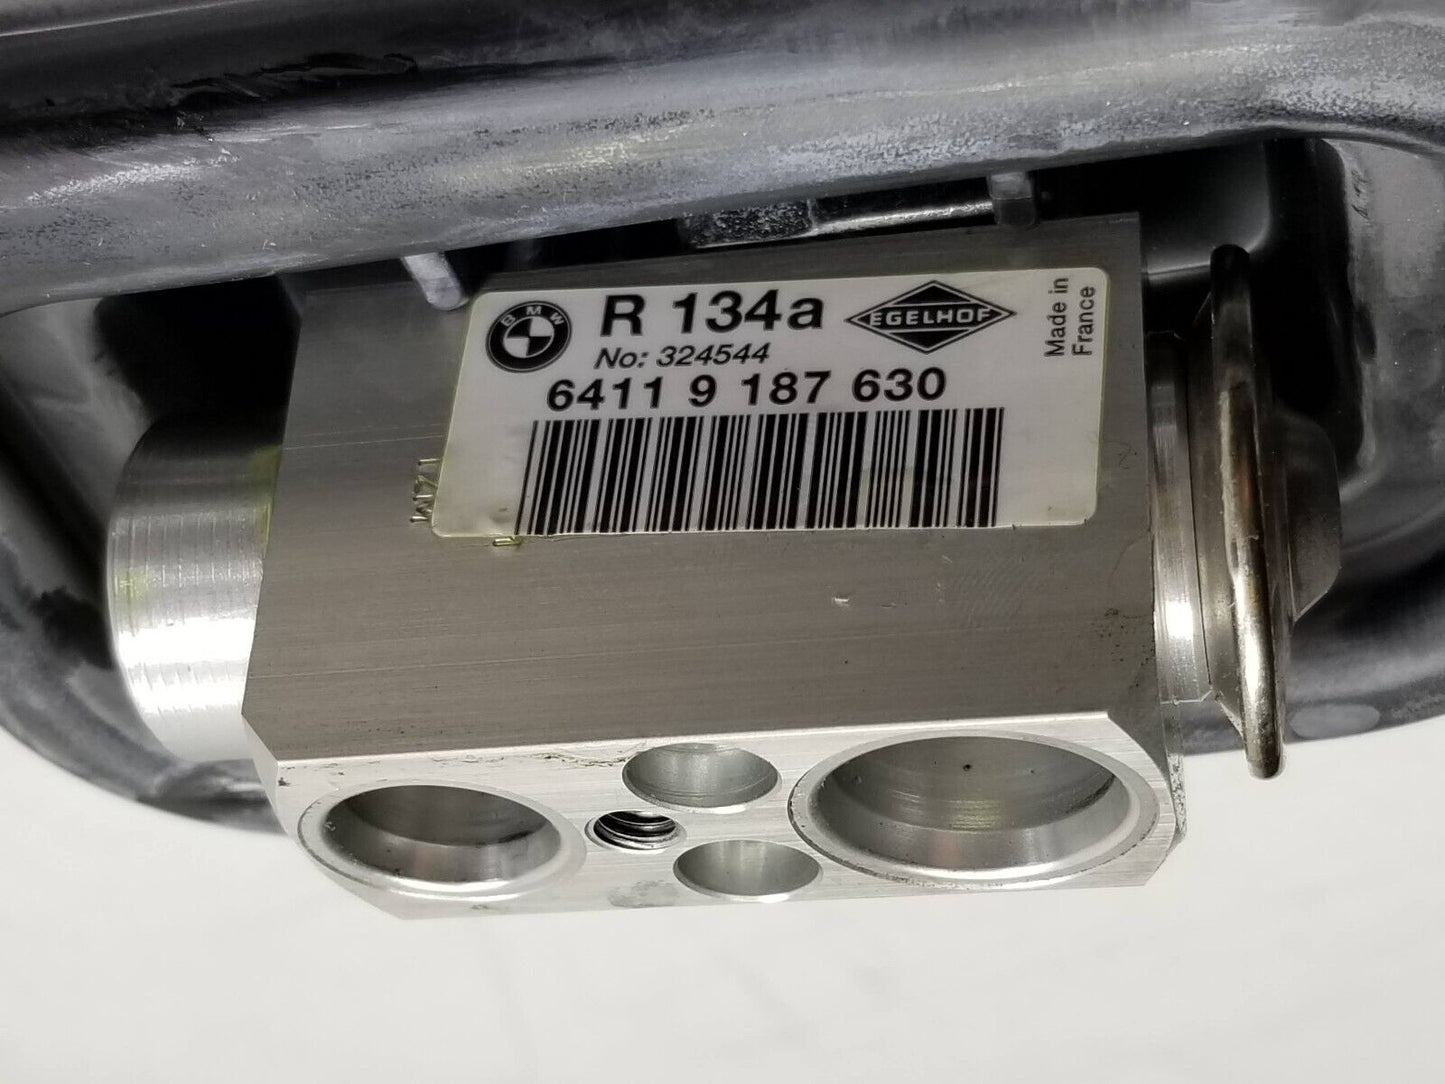 BMW
R 134a
EGELHOF
Made in
France
No: 324544
6411 9 187 630